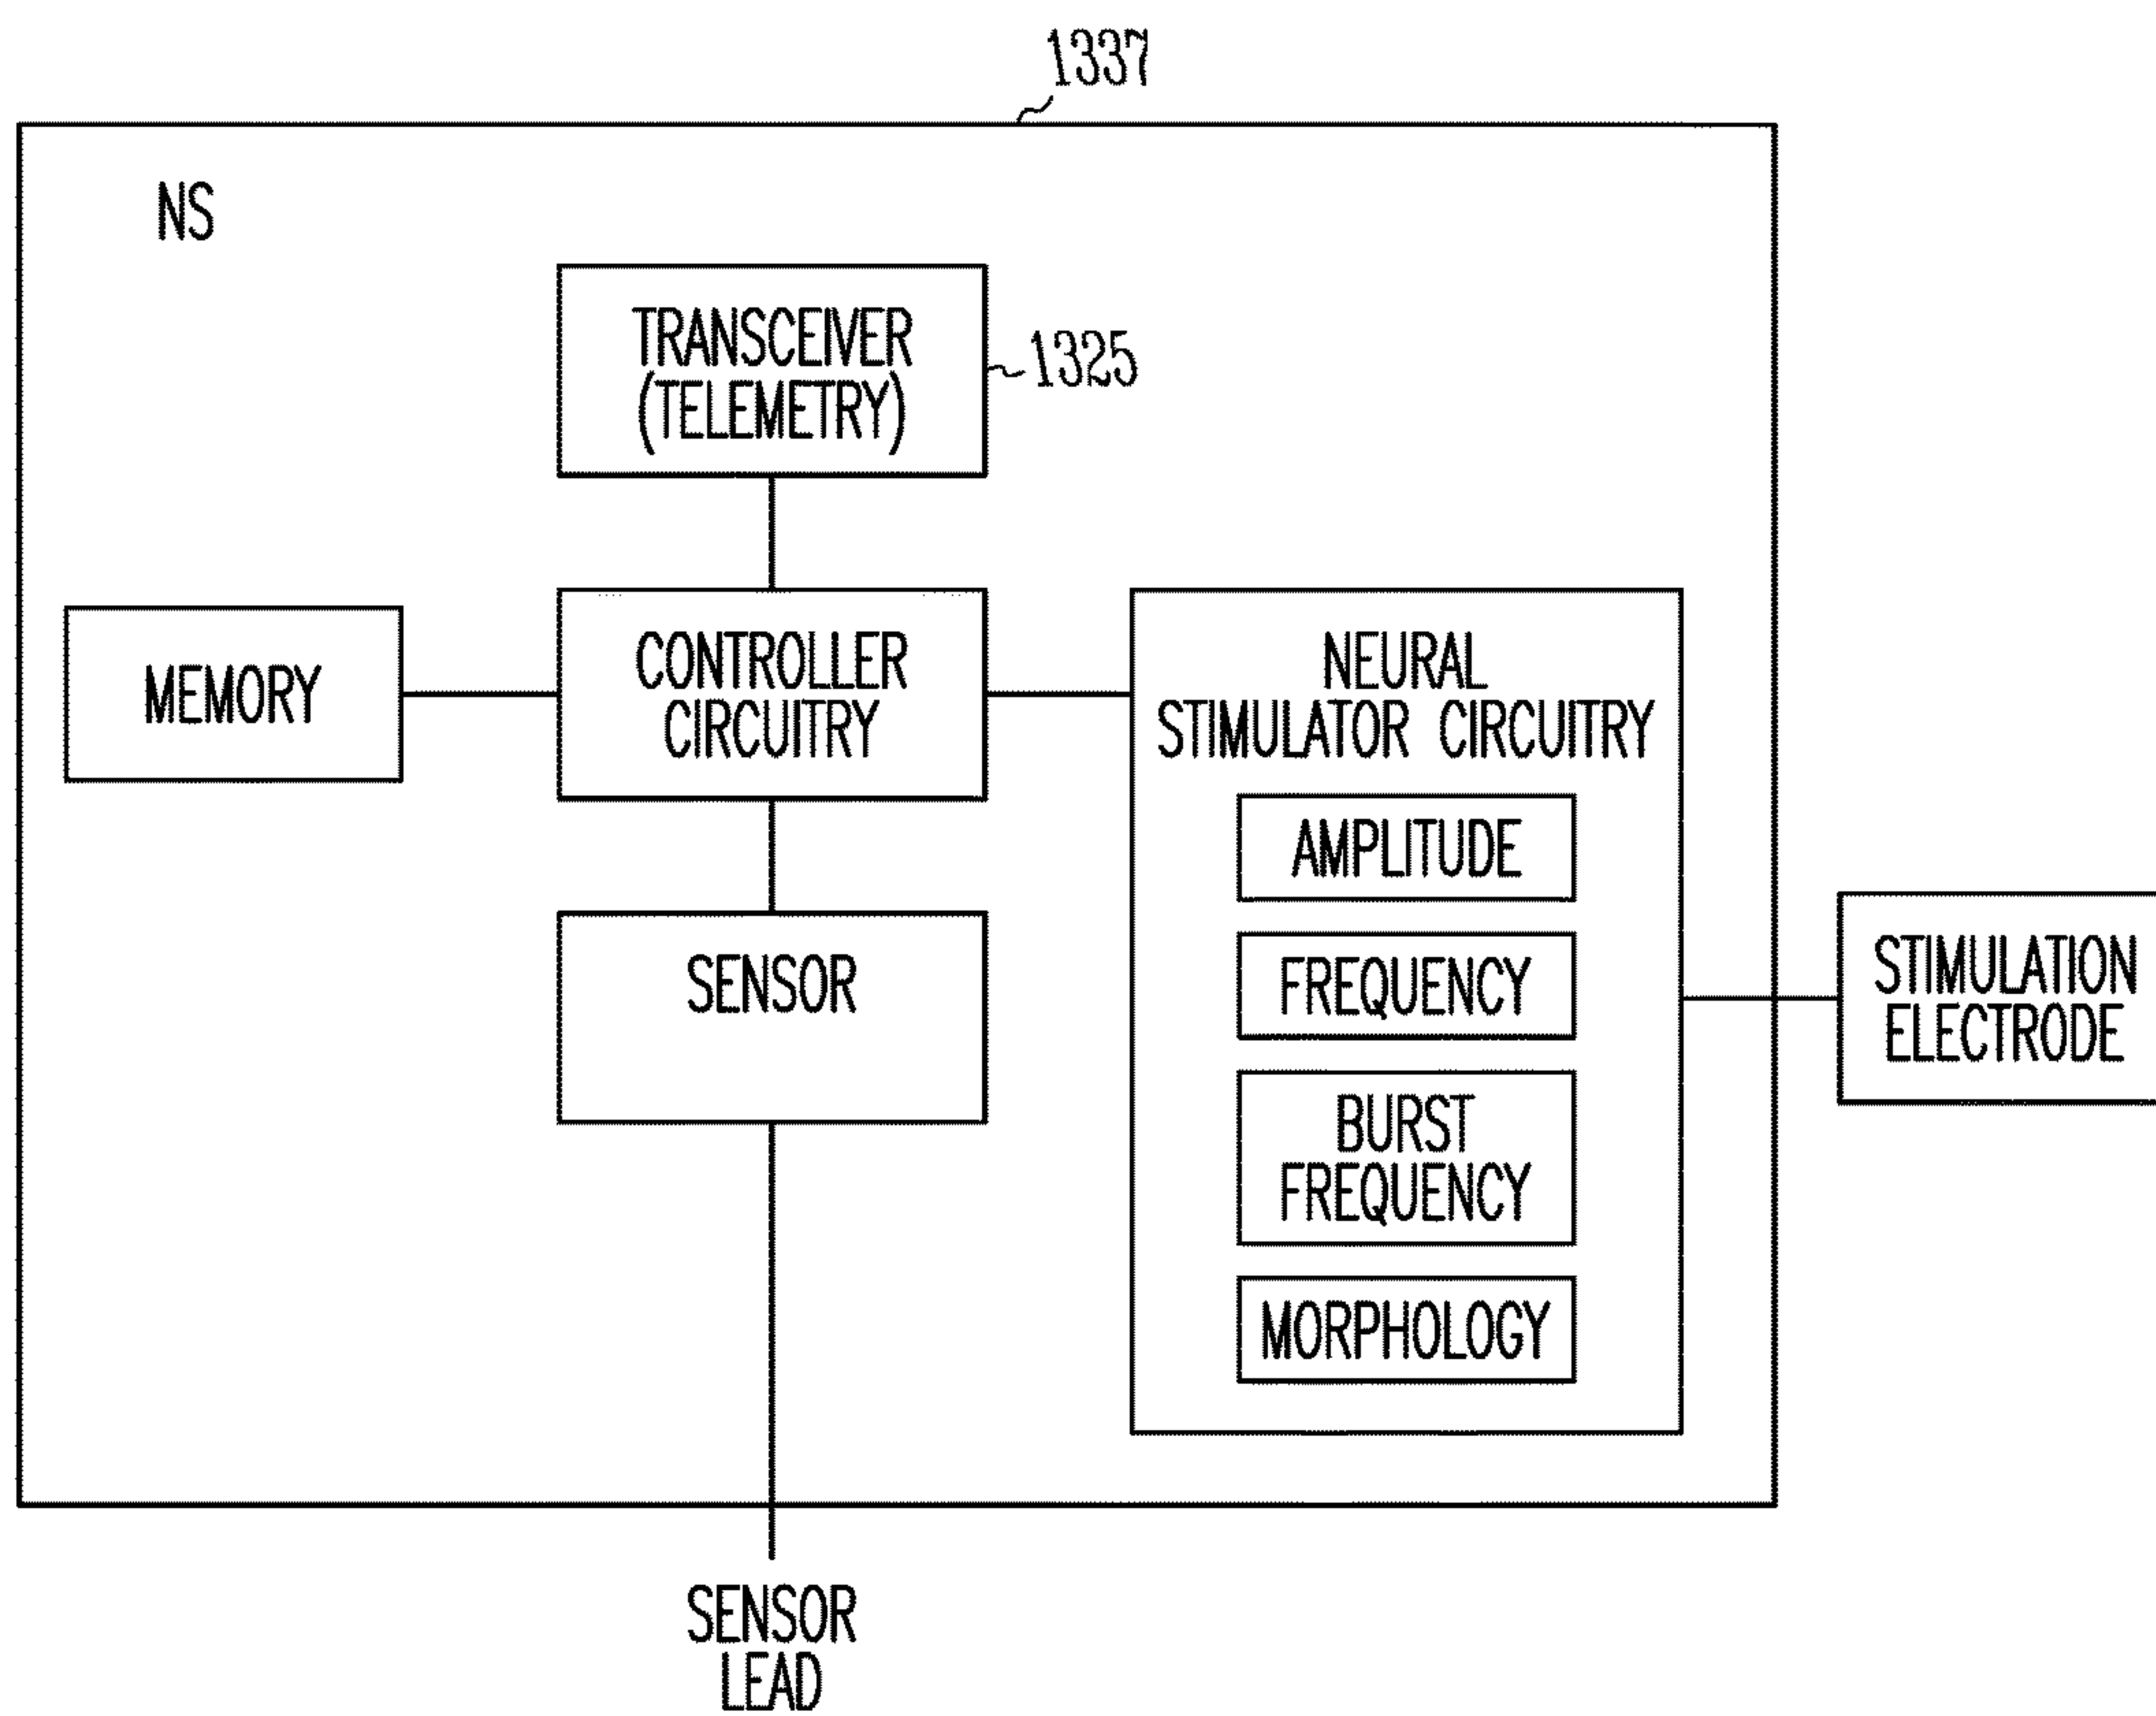 1337
NS
TRANSCEIVER
(TELEMETRY)
1325
MEMORY
CONTROLLER
CIRCUITRY
NEURAL
STIMULATOR CIRCUITRY
AMPLITUDE
FREQUENCY
BURST
FREQUENCY
MORPHOLOGY
SENSOR
STIMULATION
ELECTRODE
SENSOR
LEAD